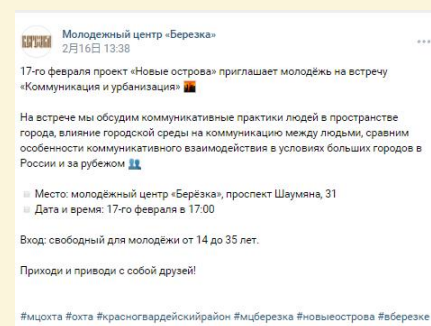 БЕРЕЗКА
Молодежный центр «Березка»
2月16日 13:38
17-го февраля проект «Новые острова» приглашает молодёжь на встречу
«Коммуникация и урбанизация» 🌇
На встрече мы обсудим коммуникативные практики людей в пространстве
города, влияние городской среды на коммуникацию между людьми, сравним
особенности коммуникативного взаимодействия в условиях больших городов в
России и за рубежом 👥
▫ Место: молодёжный центр «Берёзка», проспект Шаумяна, 31
▫ Дата и время: 17-го февраля в 17:00
Вход: свободный для молодёжи от 14 до 35 лет.
Приходи и приводи с собой друзей!
#мцохта #охта #красногвардейскийрайон #мцберезка #новыеострова #вберезке